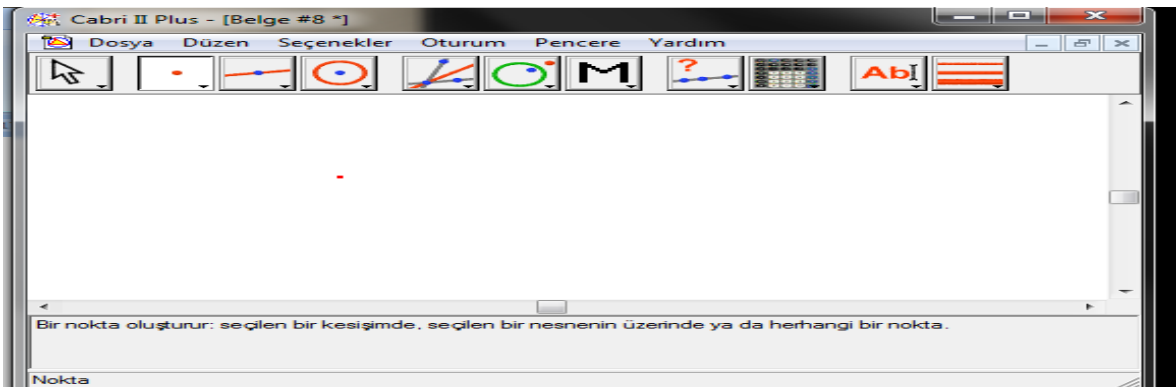 Cabri II Plus - [Belge #8 *]
Dosya Düzen Seçenekler Oturum Pencere Yardım
M ? Ab
Bir nokta oluşturur: seçilen bir kesişimde, seçilen bir nesnenin üzerinde ya da herhangi bir nokta.
Nokta